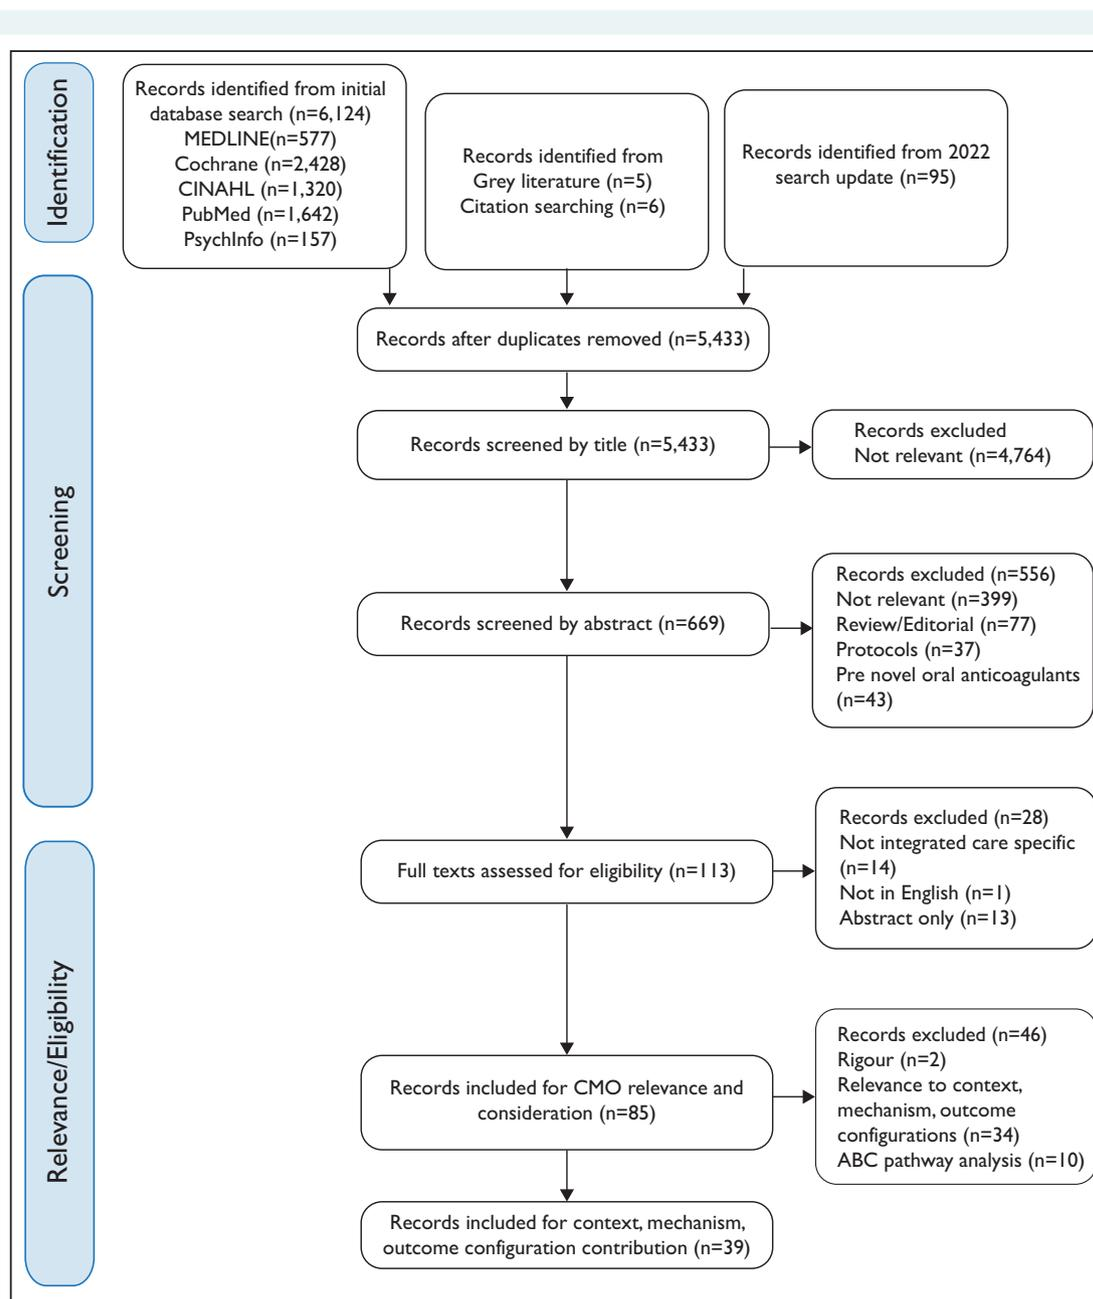 Identification
Records identified from initial
database search (n=6,124)
MEDLINE(n=577)
Cochrane (n=2,428)
CINAHL (n=1,320)
PubMed (n=1,642)
PsychInfo (n=157)
Records identified from
Grey literature (n=5)
Citation searching (n=6)
Records identified from 2022
search update (n=95)
Screening
Records after duplicates removed (n=5,433)
Records screened by title (n=5,433)
Records excluded
Not relevant (n=4,764)
Records screened by abstract (n=669)
Records excluded (n=556)
Not relevant (n=399)
Review/Editorial (n=77)
Protocols (n=37)
Pre novel oral anticoagulants
(n=43)
Relevance/Eligibility
Full texts assessed for eligibility (n=113)
Records excluded (n=28)
Not integrated care specific
(n=14)
Not in English (n=1)
Abstract only (n=13)
Records included for CMO relevance and
consideration (n=85)
Records excluded (n=46)
Rigour (n=2)
Relevance to context,
mechanism, outcome
configurations (n=34)
ABC pathway analysis (n=10)
Records included for context, mechanism,
outcome configuration contribution (n=39)